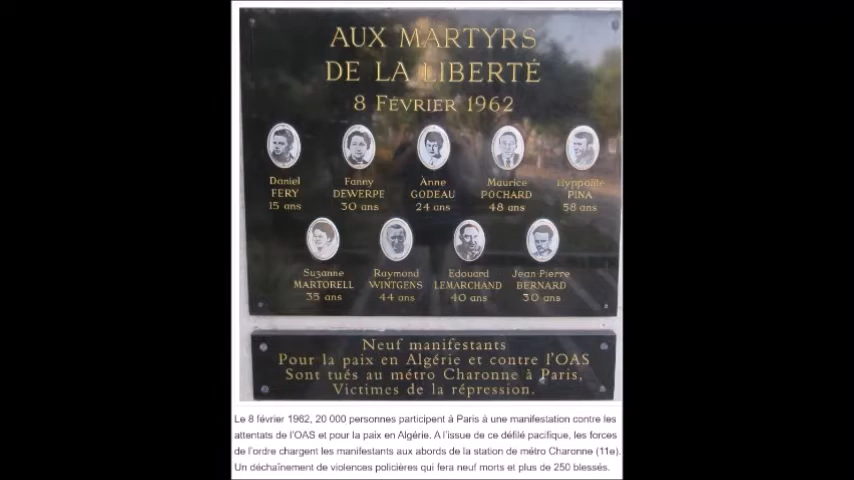 AUX MARTYRS
DE LA LIBERTÉ
8 FÉVRIER 1962
Daniel Fanny Anne Maurice Hyppolite
FERY DEWERPE GODEAU POCHARD PINA
15 ans 30 ans 24 ans 48 ans 58 ans
Suzanne Raymond Edouard Jean Pierre
MARTORELL WINTGENS LEMARCHAND BERNARD
35 ans 44 ans 40 ans 30 ans
Neuf manifestants
Pour la paix en Algérie et contre l'OAS
Sont tués au métro Charonne à Paris,
Victimes de la répression.
Le 8 février 1962, 20 000 personnes participent à Paris à une manifestation contre les
attentats de l'OAS et pour la paix en Algérie. A l'issue de ce défilé pacifique, les forces
de l'ordre chargent les manifestants aux abords de la station de métro Charonne (11e).
Un déchaînement de violences policières qui fera neuf morts et plus de 250 blessés.